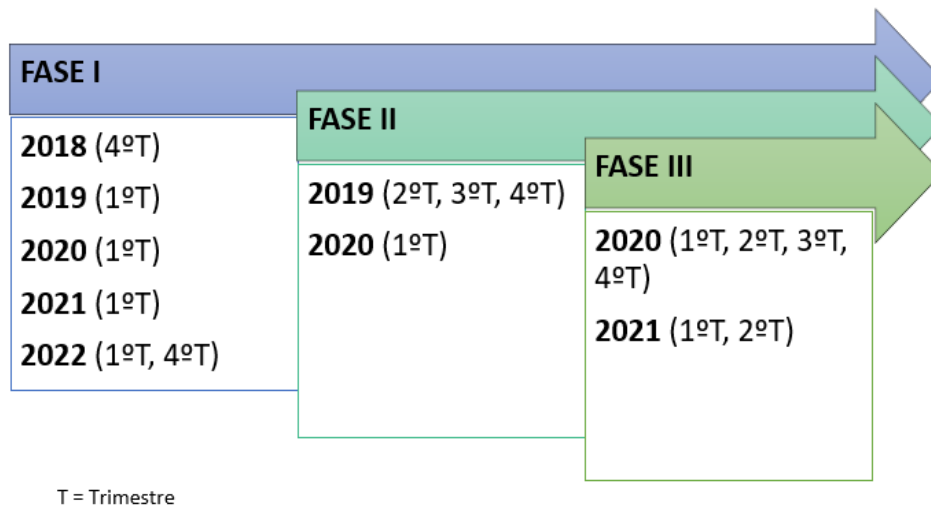 FASE I
2018 (4ºT)
2019 (1ºT)
2020 (1ºT)
2021 (1ºT)
2022 (1ºT, 4ºT)
FASE II
2019 (2ºT, 3ºT, 4ºT)
2020 (1ºT)
FASE III
2020 (1ºT, 2ºT, 3ºT,
4ºT)
2021 (1ºT, 2ºT)
T = Trimestre